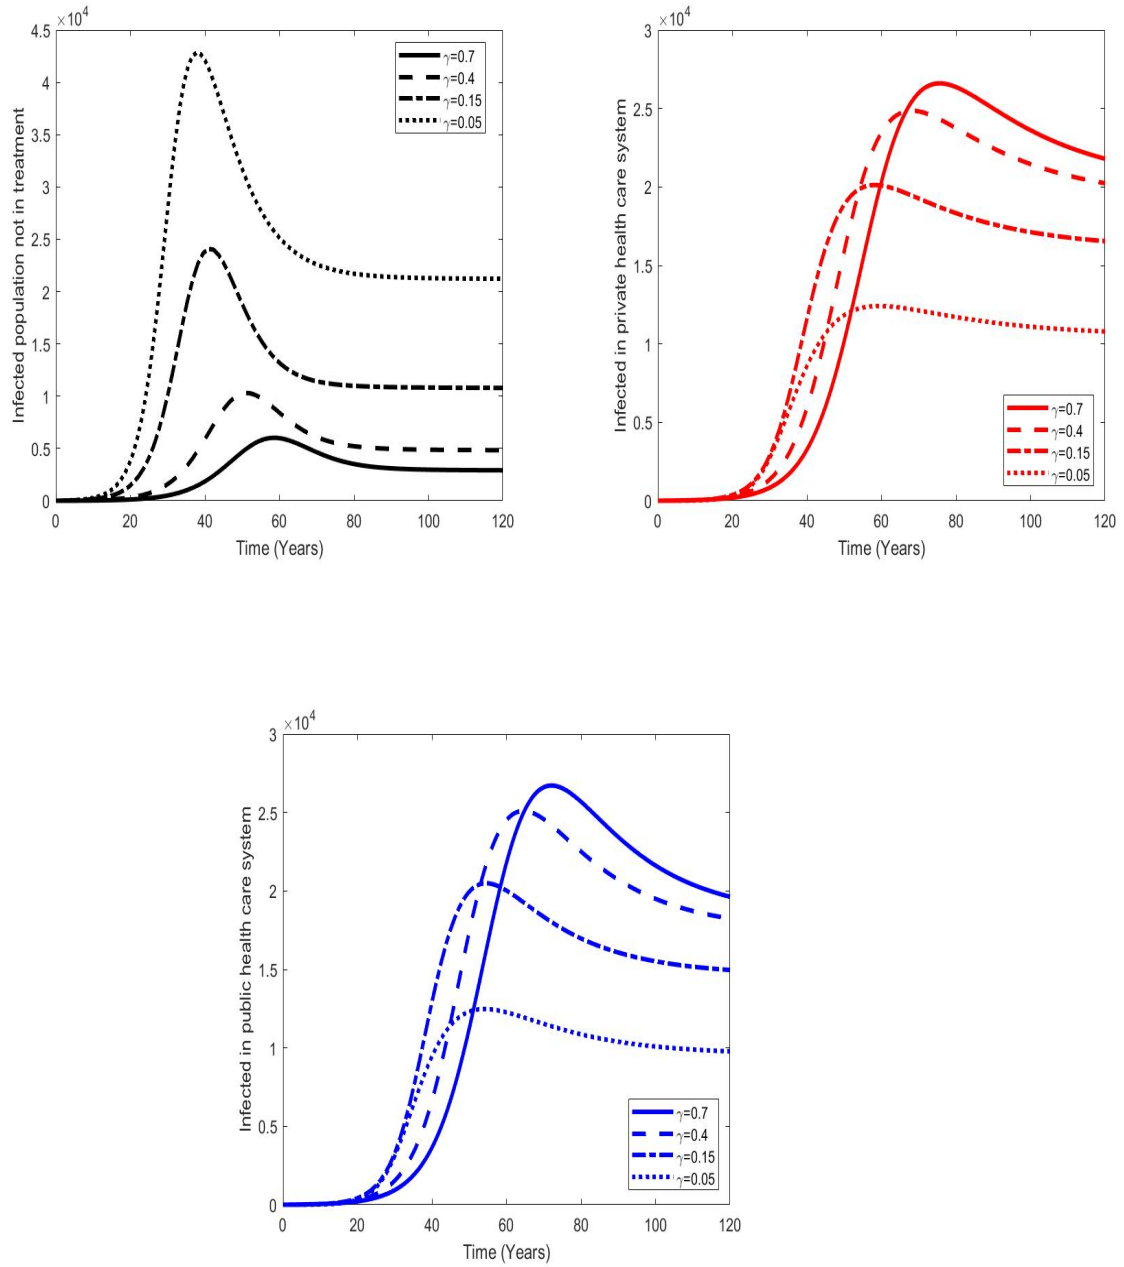 ×10⁴
4.5
4
3.5
3
2.5
2
1.5
1
0.5
0
0 20 40 60 80 100 120
Infected population not in treatment
Time (Years)
γ=0.7
γ=0.4
γ=0.15
γ=0.05
×10⁴
3
2.5
2
1.5
1
0.5
0
0 20 40 60 80 100 120
Infected in private health care system
Time (Years)
γ=0.7
γ=0.4
γ=0.15
γ=0.05
×10⁴
3
2.5
2
1.5
1
0.5
0
0 20 40 60 80 100 120
Infected in public health care system
Time (Years)
γ=0.7
γ=0.4
γ=0.15
γ=0.05